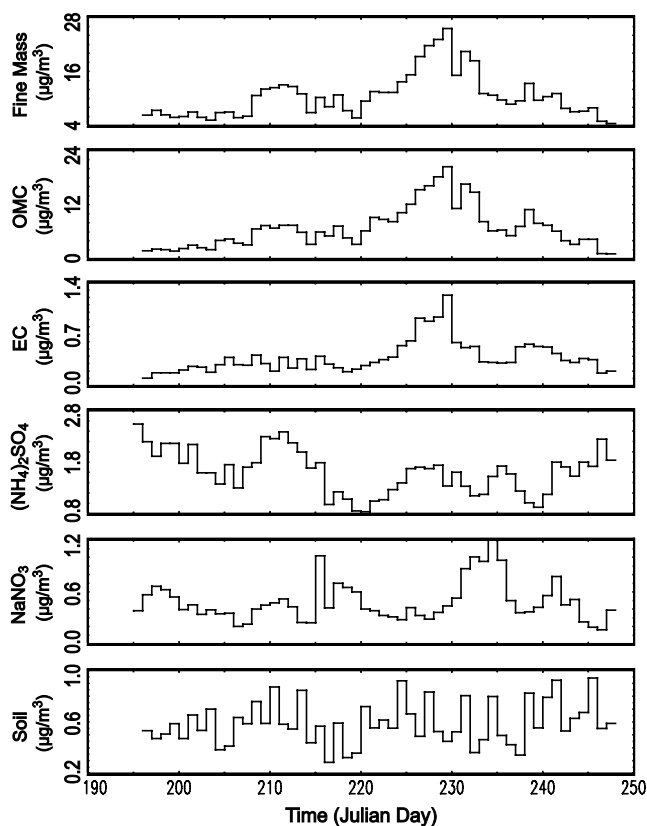 Fine Mass
(µg/m³)
28
16
4
OMC
(µg/m³)
24
12
0
EC
(µg/m³)
1.4
0.7
0.0
(NH₄)₂SO₄
(µg/m³)
2.8
1.8
0.8
NaNO₃
(µg/m³)
1.2
0.6
0.0
Soil
(µg/m³)
1.0
0.6
0.2
190 200 210 220 230 240 250
Time (Julian Day)